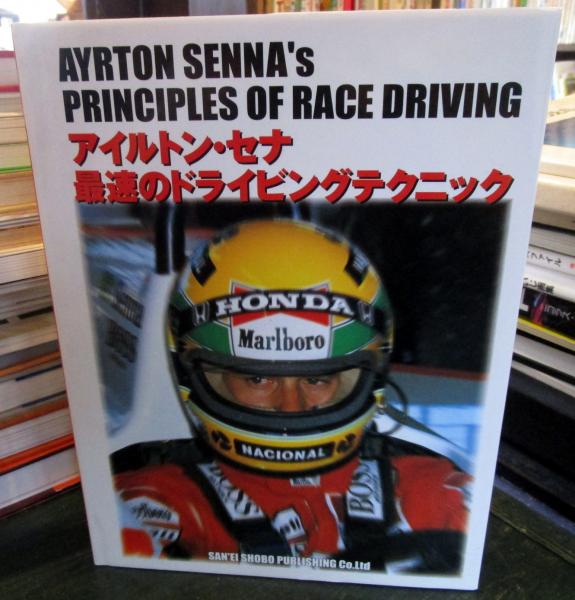 AYRTON SENNA's
PRINCIPLES OF RACE DRIVING
アイルトン・セナ
最速のドライビングテクニック
HONDA
Marlboro
NACIONAL
BOSS
BOSS
SAN'EI SHOBO PUBLISHING Co.Ltd